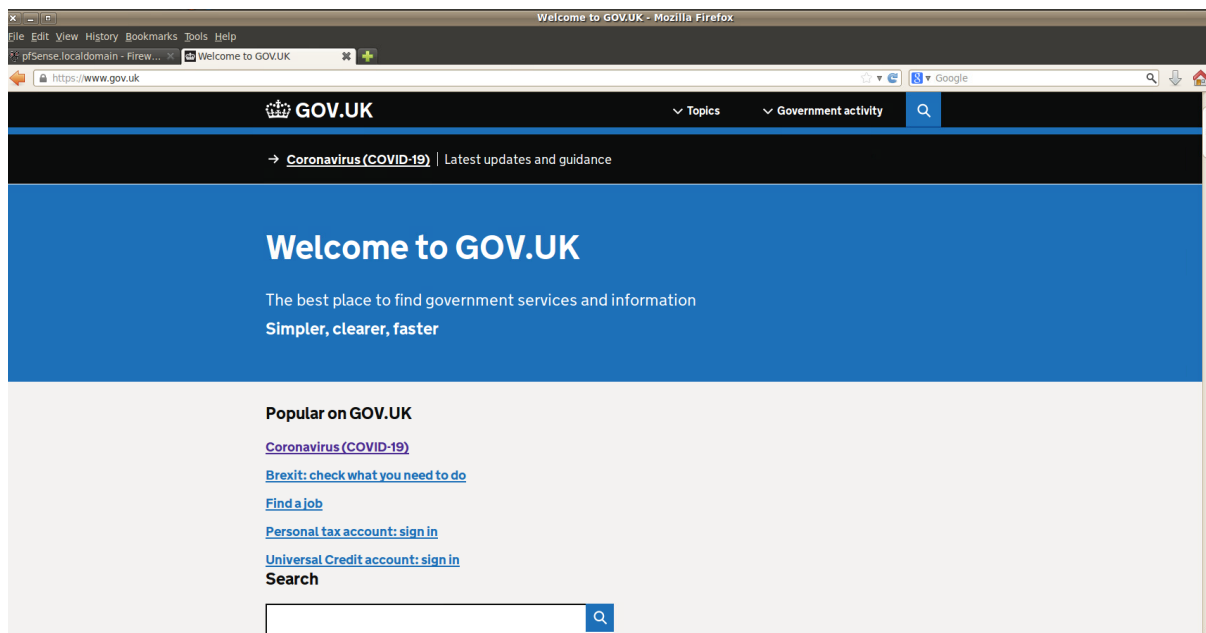 Welcome to GOV.UK - Mozilla Firefox
File Edit View History Bookmarks Tools Help
pfSense.localdomain - Firew... Welcome to GOV.UK
https://www.gov.uk Google
GOV.UK Topics Government activity
→ Coronavirus (COVID-19) | Latest updates and guidance
Welcome to GOV.UK
The best place to find government services and information
Simpler, clearer, faster
Popular on GOV.UK
Coronavirus (COVID-19)
Brexit: check what you need to do
Find a job
Personal tax account: sign in
Universal Credit account: sign in
Search